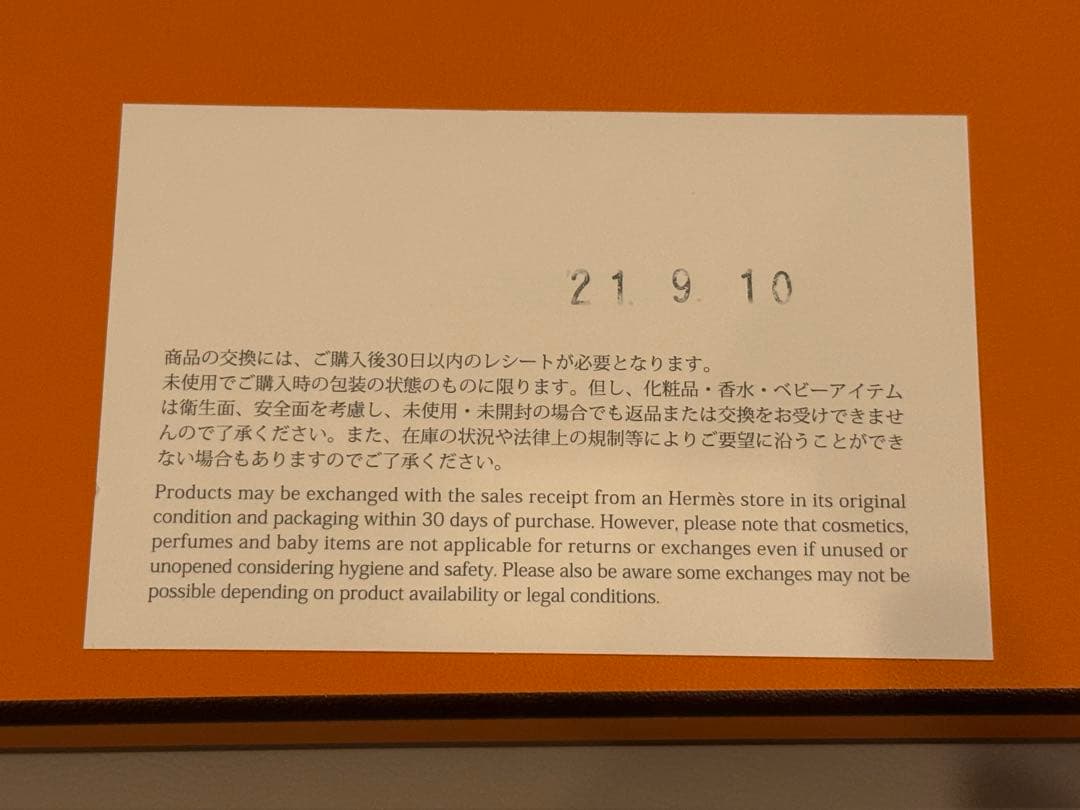 '21. 9. 10
商品の交換には、ご購入後30日以内のレシートが必要となります。
未使用でご購入時の包装の状態のものに限ります。但し、化粧品・香水・ベビーアイテム
は衛生面、安全面を考慮し、未使用・未開封の場合でも返品または交換をお受けできませ
んので了承ください。また、在庫の状況や法律上の規制等によりご要望に沿うことができ
ない場合もありますのでご了承ください。
Products may be exchanged with the sales receipt from an Hermès store in its original
condition and packaging within 30 days of purchase. However, please note that cosmetics,
perfumes and baby items are not applicable for returns or exchanges even if unused or
unopened considering hygiene and safety. Please also be aware some exchanges may not be
possible depending on product availability or legal conditions.